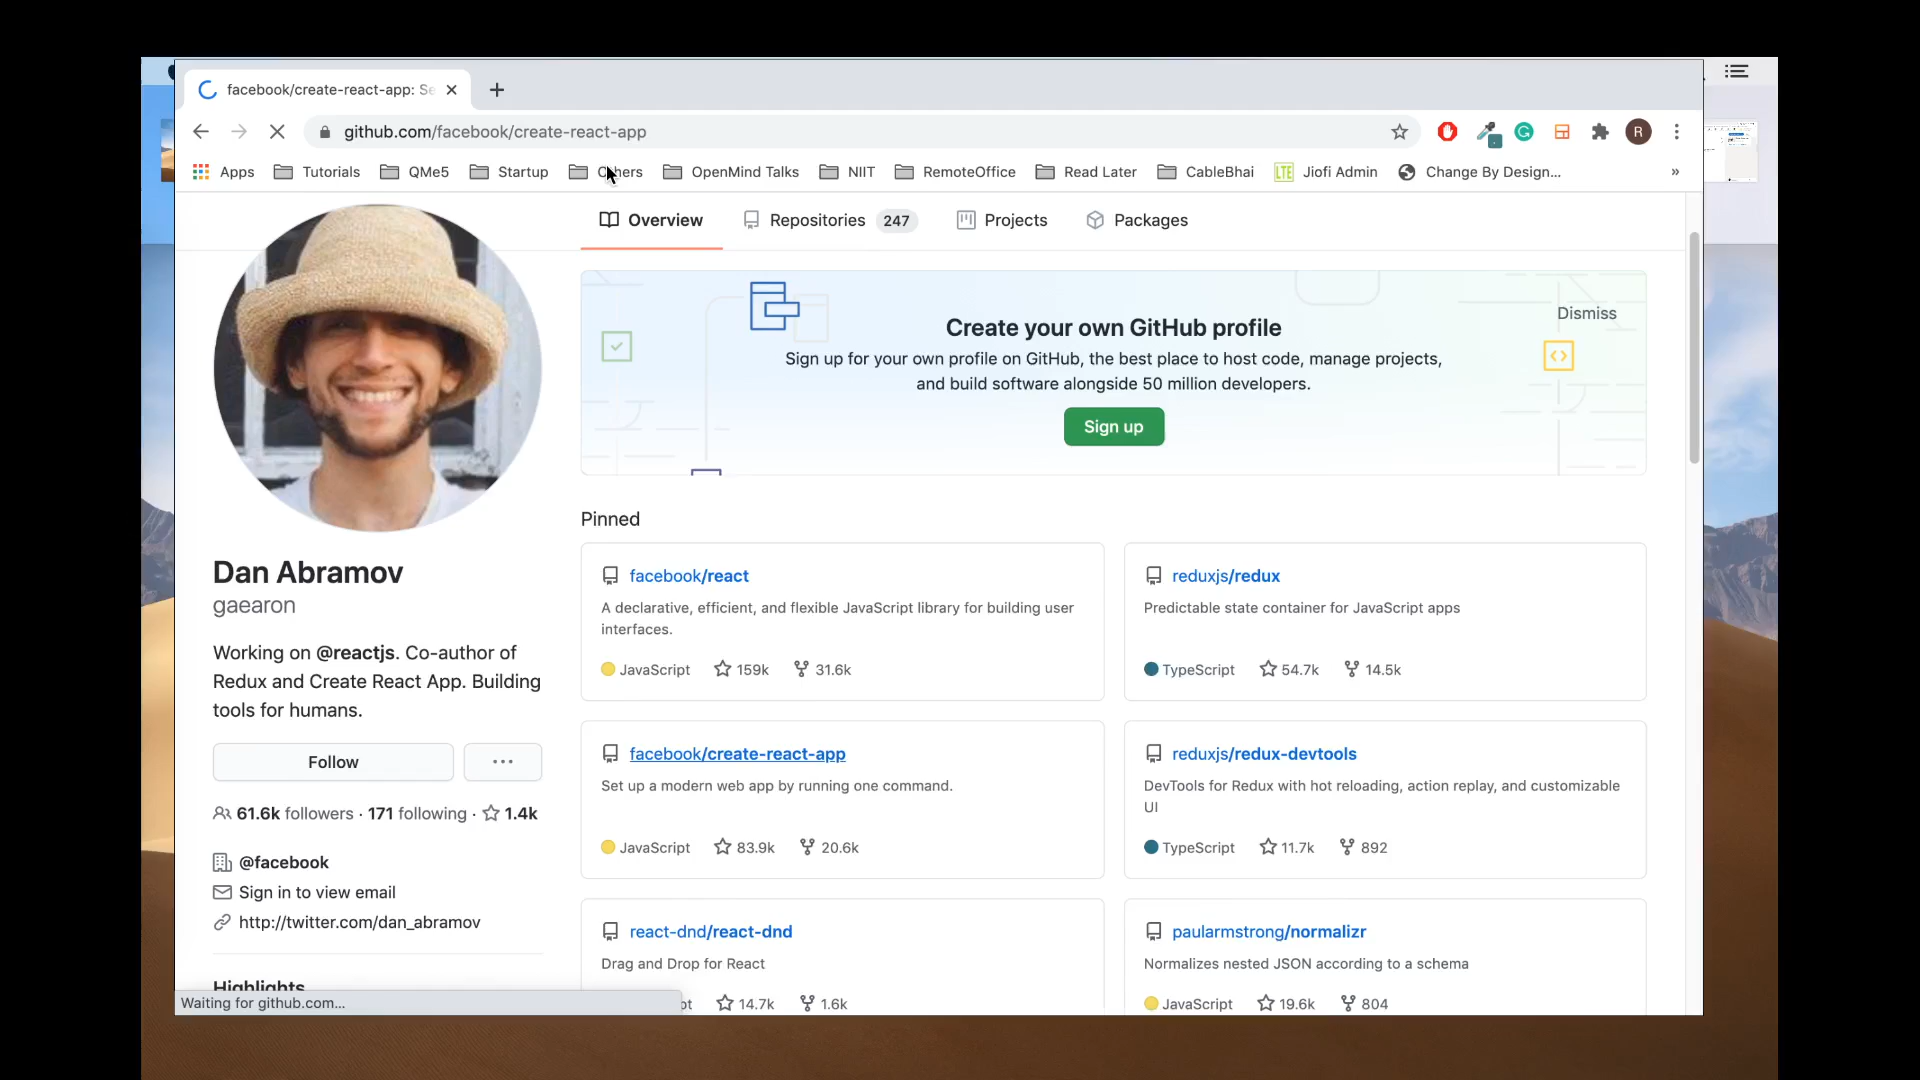 facebook/create-react-app: Se
github.com/facebook/create-react-app
R
Apps Tutorials QMe5 Startup Others OpenMind Talks NIIT RemoteOffice Read Later CableBhai LTE Jiofi Admin Change By Design... »
Overview Repositories 247 Projects Packages
Create your own GitHub profile
Dismiss
Sign up for your own profile on GitHub, the best place to host code, manage projects,
and build software alongside 50 million developers.
Sign up
Dan Abramov
gaearon
Working on @reactjs. Co-author of
Redux and Create React App. Building
tools for humans.
Follow ...
61.6k followers · 171 following · 1.4k
@facebook
Sign in to view email
http://twitter.com/dan_abramov
Highlights
Pinned
facebook/react
A declarative, efficient, and flexible JavaScript library for building user
interfaces.
JavaScript 159k 31.6k
reduxjs/redux
Predictable state container for JavaScript apps
TypeScript 54.7k 14.5k
facebook/create-react-app
Set up a modern web app by running one command.
JavaScript 83.9k 20.6k
reduxjs/redux-devtools
DevTools for Redux with hot reloading, action replay, and customizable
UI
TypeScript 11.7k 892
react-dnd/react-dnd
Drag and Drop for React
pt 14.7k 1.6k
paularmstrong/normalizr
Normalizes nested JSON according to a schema
JavaScript 19.6k 804
Waiting for github.com...